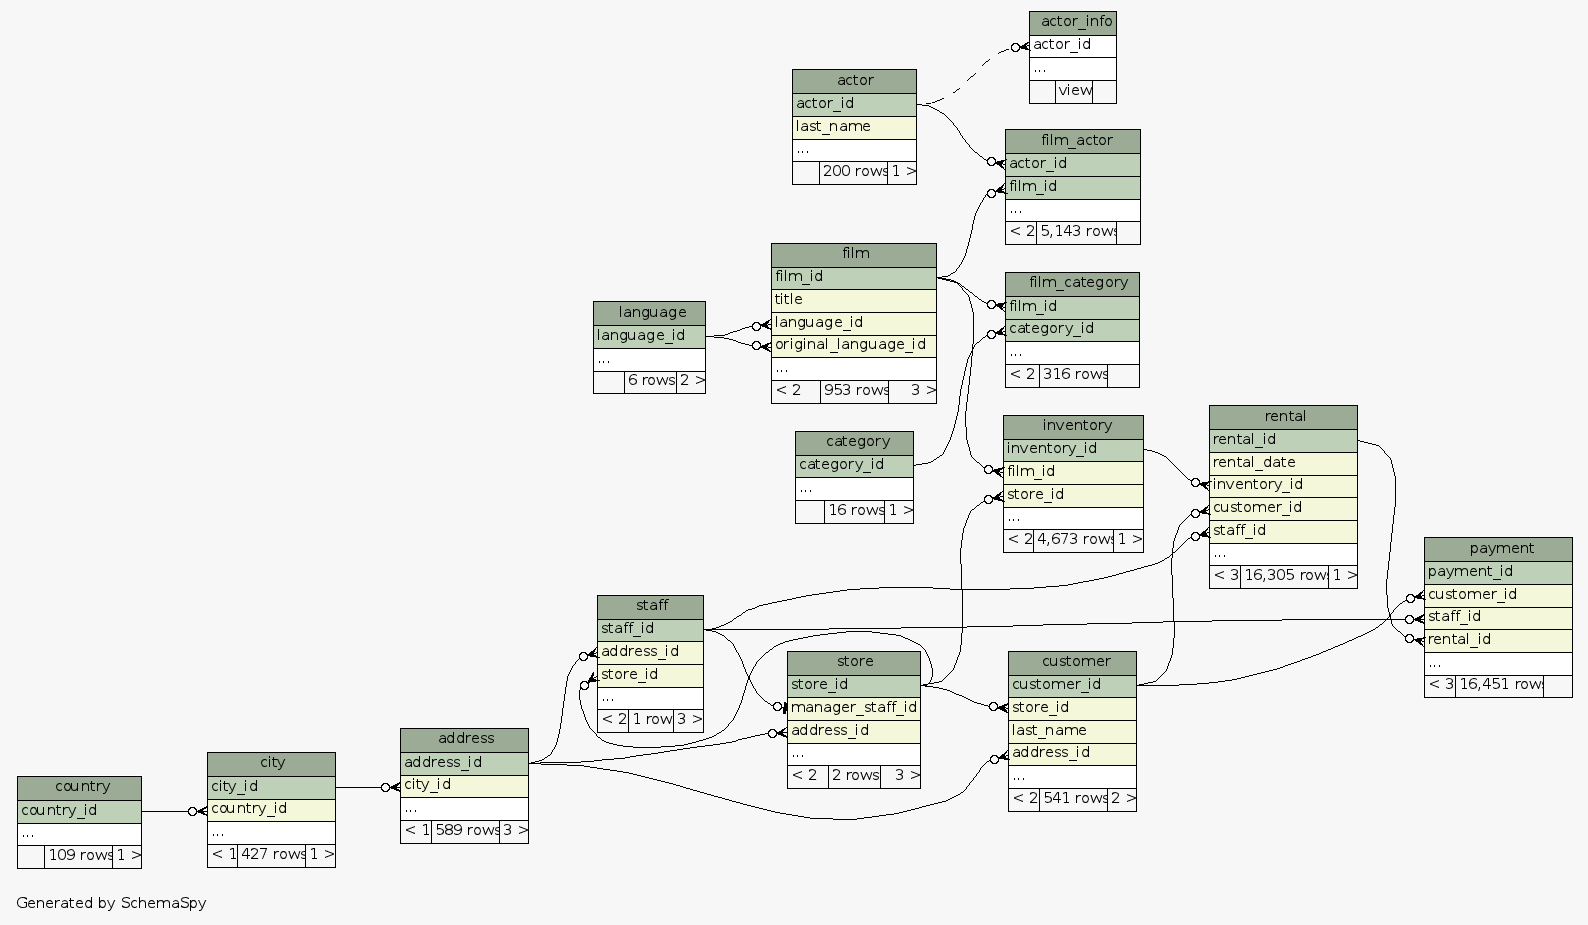 actor_info
actor_id
...
view
actor
actor_id
last_name
...
200 rows 1 >
film_actor
actor_id
film_id
...
< 2 5,143 rows
film
film_id
title
language_id
original_language_id
...
< 2 953 rows 3 >
film_category
film_id
category_id
...
< 2 316 rows
language
language_id
...
6 rows 2 >
category
category_id
...
16 rows 1 >
inventory
inventory_id
film_id
store_id
...
< 2 4,673 rows 1 >
rental
rental_id
rental_date
inventory_id
customer_id
staff_id
...
< 3 16,305 rows 1 >
payment
payment_id
customer_id
staff_id
rental_id
...
< 3 16,451 rows
staff
staff_id
address_id
store_id
...
< 2 1 row 3 >
store
store_id
manager_staff_id
address_id
...
< 2 2 rows 3 >
customer
customer_id
store_id
last_name
address_id
...
< 2 541 rows 2 >
address
address_id
city_id
...
< 1 589 rows 3 >
city
city_id
country_id
...
< 1 427 rows 1 >
country
country_id
...
109 rows 1 >
Generated by SchemaSpy